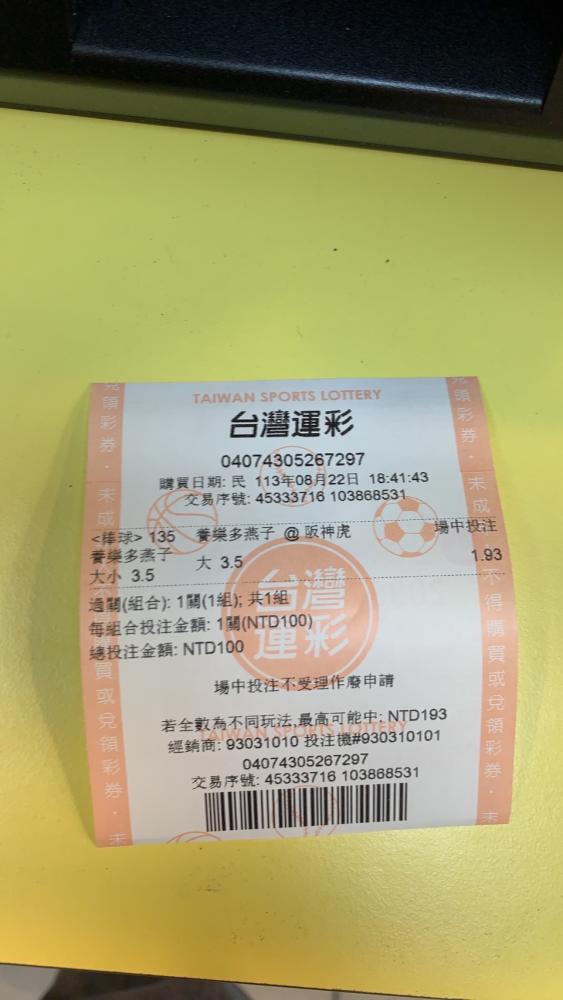 TAIWAN SPORTS LOTTERY
台灣運彩
04074305267297
購買日期: 民 113年08月22日 18:41:43
交易序號: 45333716 103868531
<棒球> 135 養樂多燕子 @ 阪神虎 場中投注
養樂多燕子 大 3.5 1.93
大小 3.5
台灣運彩
過關(組合): 1關(1組); 共1組
每組合投注金額: 1關(NTD100)
總投注金額: NTD100
場中投注不受理作廢申請
若全數為不同玩法,最高可能中: NTD193
TAIWAN SPORTS LOTTERY
經銷商: 93031010 投注機#930310101
04074305267297
交易序號: 45333716 103868531
兌領彩券·未成
不得購買或兌領彩券·未